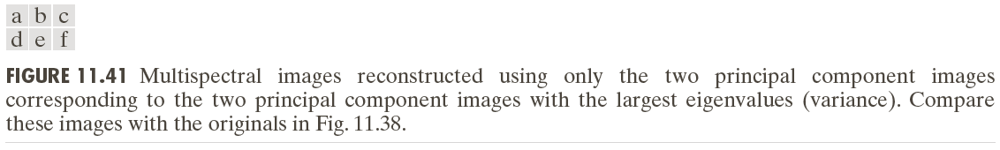 a b c
d e f
FIGURE 11.41 Multispectral images reconstructed using only the two principal component images
corresponding to the two principal component images with the largest eigenvalues (variance). Compare
these images with the originals in Fig. 11.38.